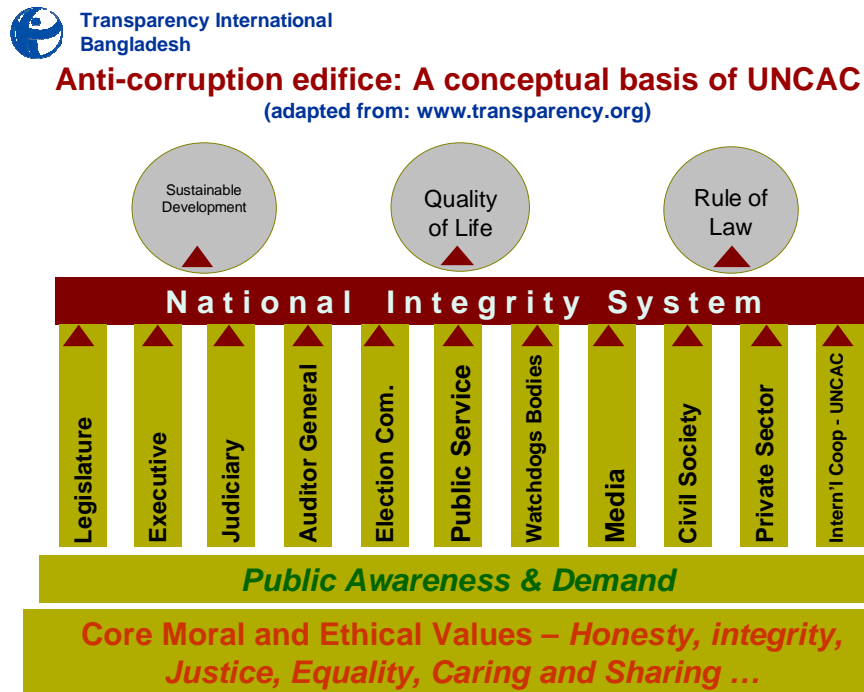 Transparency International
Bangladesh
Anti-corruption edifice: A conceptual basis of UNCAC
(adapted from: www.transparency.org)
Sustainable
Development
Quality
of Life
Rule of
Law
National Integrity System
Legislature
Executive
Judiciary
Auditor General
Election Com.
Public Service
Watchdogs Bodies
Media
Civil Society
Private Sector
Intern'l Coop - UNCAC
Public Awareness & Demand
Core Moral and Ethical Values – Honesty, integrity,
Justice, Equality, Caring and Sharing …